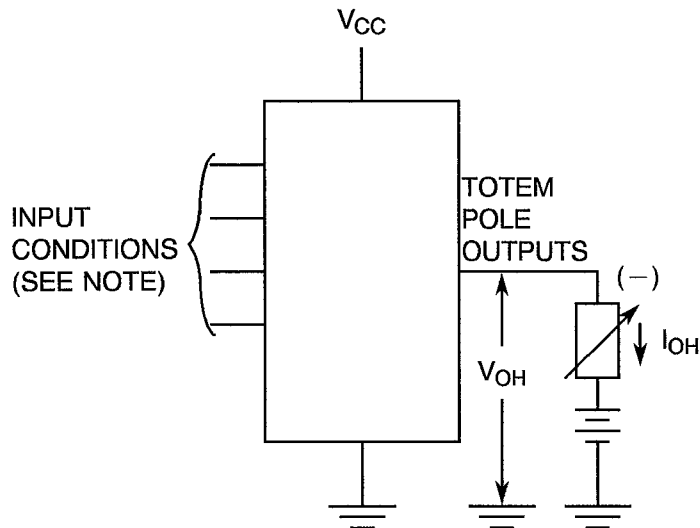 VCC
INPUT
CONDITIONS
(SEE NOTE)
TOTEM
POLE
OUTPUTS
(−)
IOH
VOH